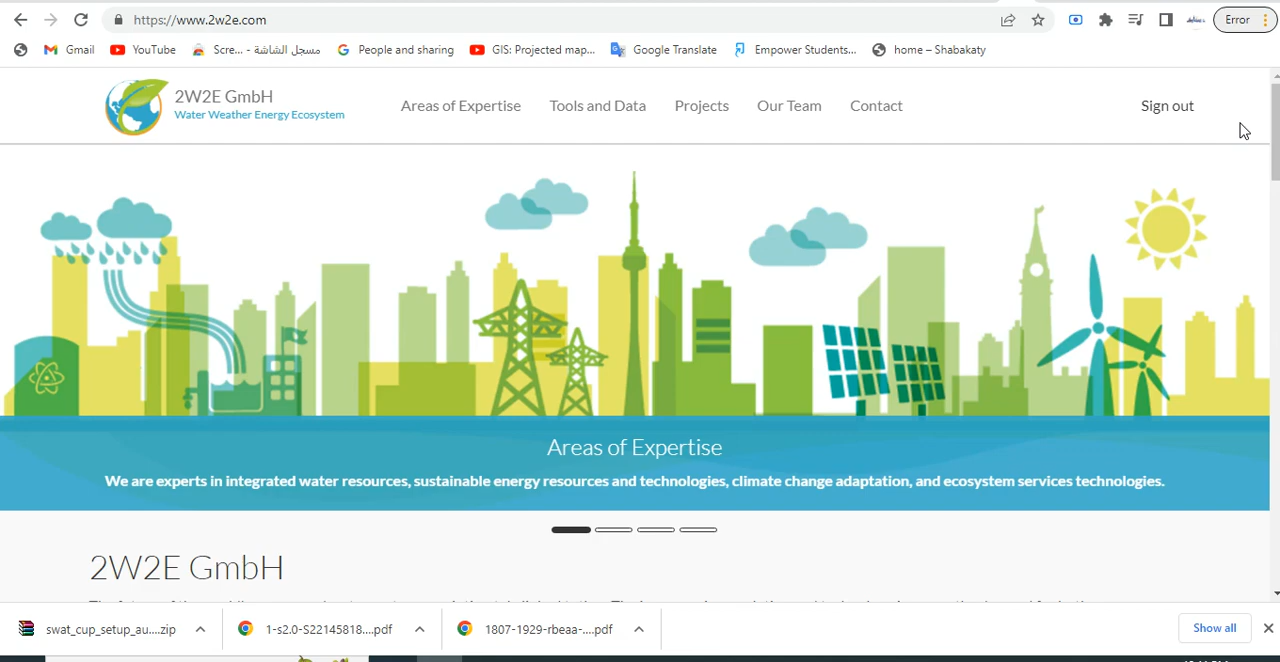 https://www.2w2e.com
Error
Gmail
YouTube
Scre... - مسجل الشاشة
People and sharing
GIS: Projected map...
Google Translate
Empower Students...
home – Shabakaty
2W2E GmbH
Water Weather Energy Ecosystem
Areas of Expertise
Tools and Data
Projects
Our Team
Contact
Sign out
Areas of Expertise
We are experts in integrated water resources, sustainable energy resources and technologies, climate change adaptation, and ecosystem services technologies.
2W2E GmbH
swat_cup_setup_au....zip
1-s2.0-S22145818....pdf
1807-1929-rbeaa-....pdf
Show all